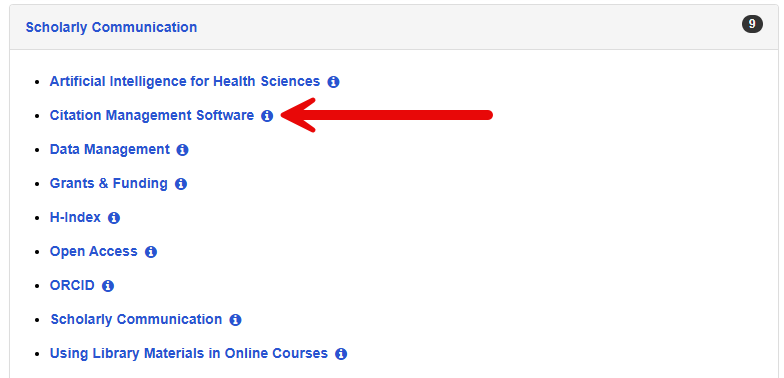 Scholarly Communication 9
Artificial Intelligence for Health Sciences
Citation Management Software
Data Management
Grants & Funding
H-Index
Open Access
ORCID
Scholarly Communication
Using Library Materials in Online Courses